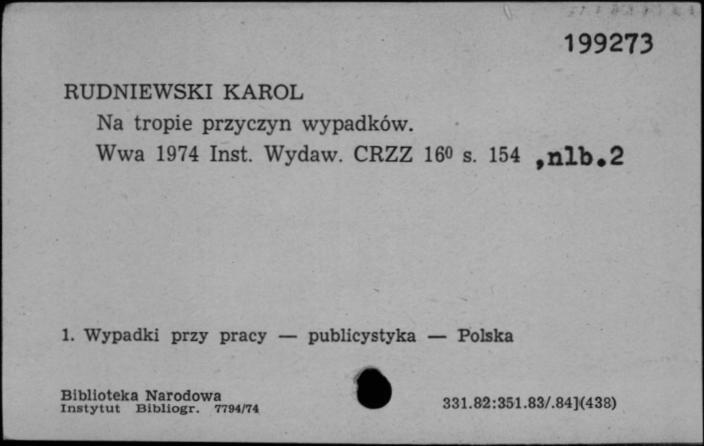 199273
RUDNIEWSKI KAROL
Na tropie przyczyn wypadków.
Wwa 1974 Inst. Wydaw. CRZZ 16⁰ s. 154 ,nlb.2
1. Wypadki przy pracy — publicystyka — Polska
Biblioteka Narodowa
Instytut Bibliogr. 7794/74
331.82:351.83/.84](438)